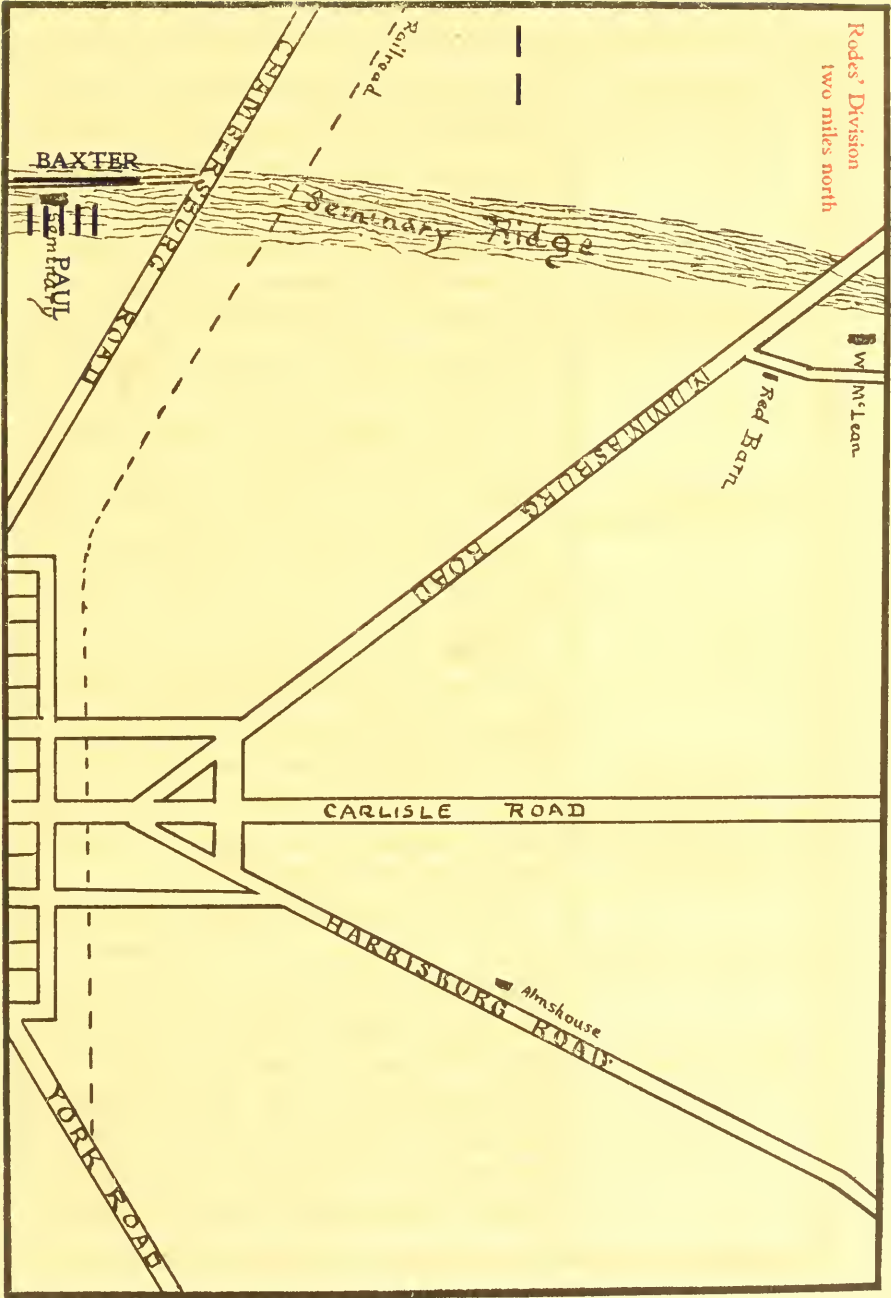 Rodes' Division
two miles north
CHAMBERSBURG ROAD
Railroad
BAXTER
Seminary
PAUL
Seminary Ridge
W McLean
Red Barn
MUMMASBURG ROAD
CARLISLE ROAD
HARRISBURG ROAD
Almshouse
YORK ROAD